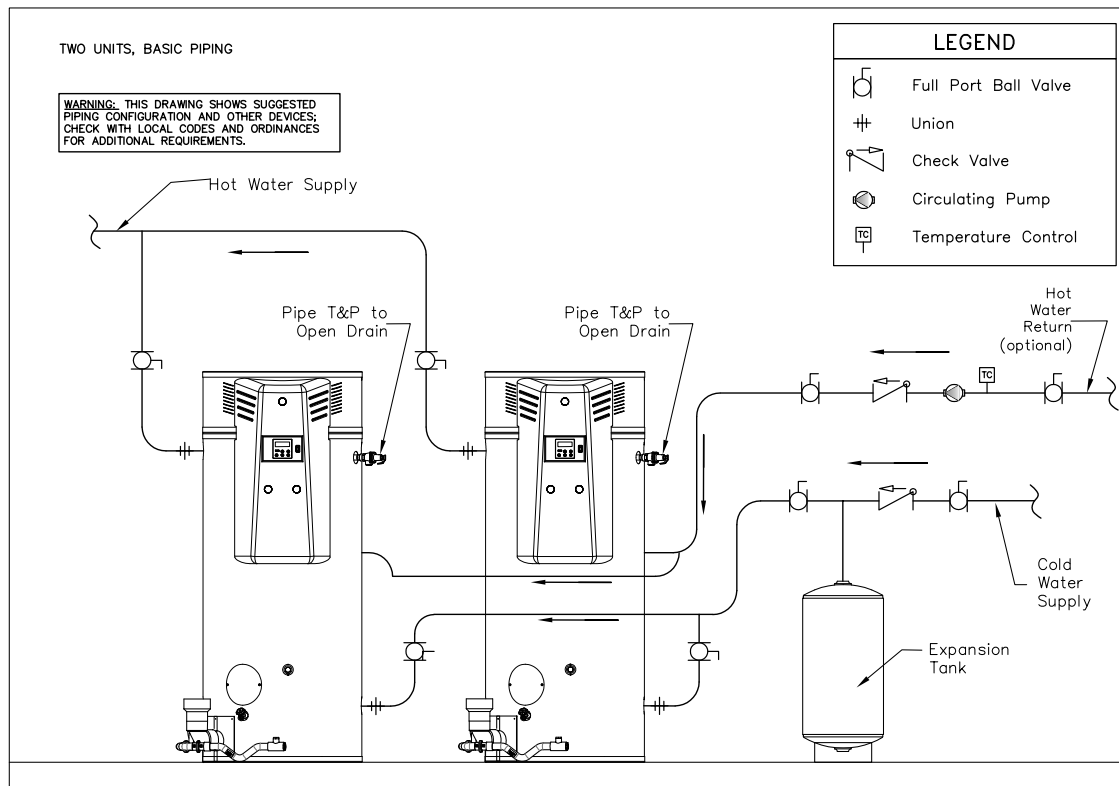 TWO UNITS, BASIC PIPING
WARNING: THIS DRAWING SHOWS SUGGESTED
PIPING CONFIGURATION AND OTHER DEVICES;
CHECK WITH LOCAL CODES AND ORDINANCES
FOR ADDITIONAL REQUIREMENTS.
LEGEND
Full Port Ball Valve
Union
Check Valve
Circulating Pump
TC
Temperature Control
Hot Water Supply
Pipe T&P to
Open Drain
Pipe T&P to
Open Drain
Hot
Water
Return
(optional)
TC
Cold
Water
Supply
Expansion
Tank